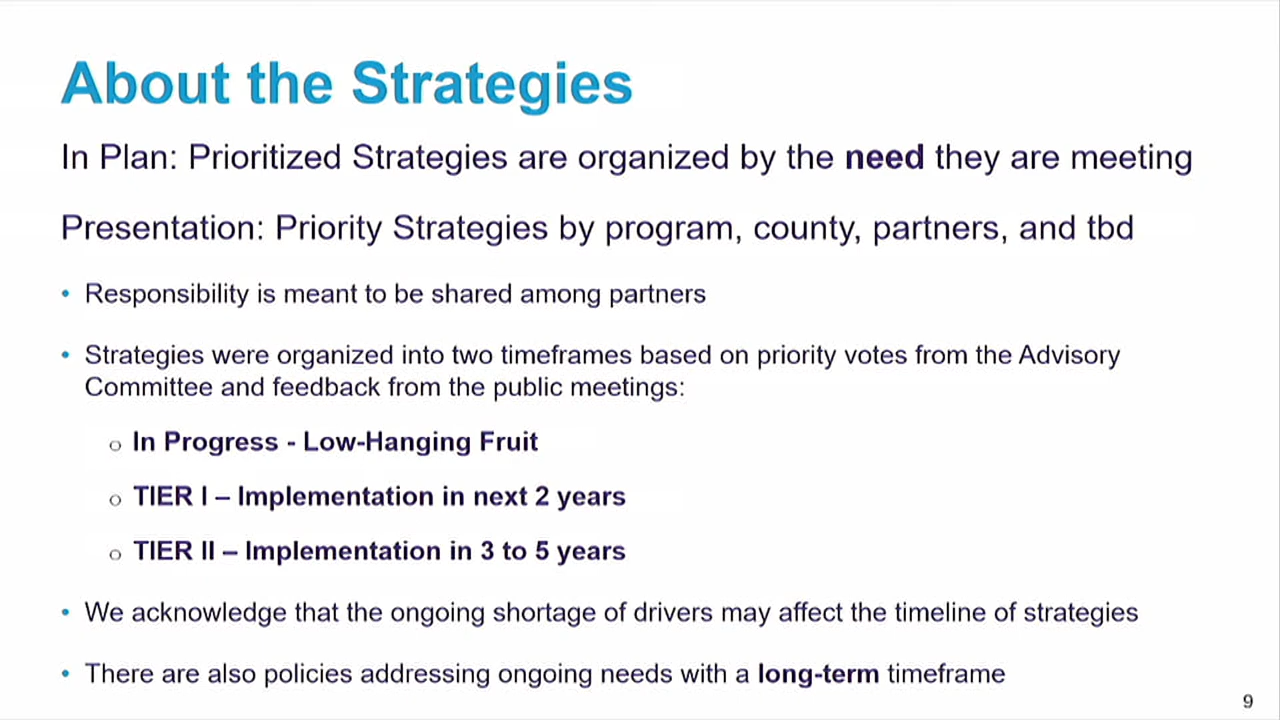 About the Strategies
In Plan: Prioritized Strategies are organized by the need they are meeting
Presentation: Priority Strategies by program, county, partners, and tbd
• Responsibility is meant to be shared among partners
• Strategies were organized into two timeframes based on priority votes from the Advisory
Committee and feedback from the public meetings:
o In Progress - Low-Hanging Fruit
o TIER I – Implementation in next 2 years
o TIER II – Implementation in 3 to 5 years
• We acknowledge that the ongoing shortage of drivers may affect the timeline of strategies
• There are also policies addressing ongoing needs with a long-term timeframe
9